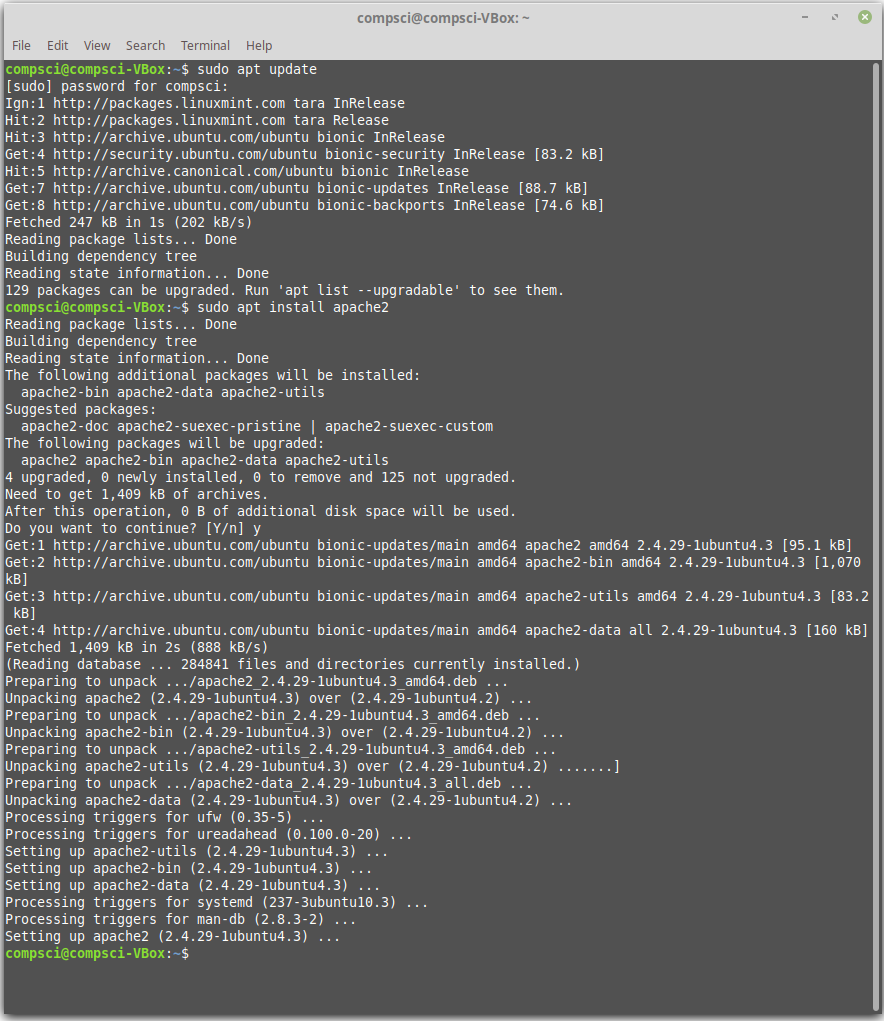 compsci@compsci-VBox: ~
File Edit View Search Terminal Help
compsci@compsci-VBox:~$ sudo apt update
[sudo] password for compsci:
Ign:1 http://packages.linuxmint.com tara InRelease
Hit:2 http://packages.linuxmint.com tara Release
Hit:3 http://archive.ubuntu.com/ubuntu bionic InRelease
Get:4 http://security.ubuntu.com/ubuntu bionic-security InRelease [83.2 kB]
Hit:5 http://archive.canonical.com/ubuntu bionic InRelease
Get:7 http://archive.ubuntu.com/ubuntu bionic-updates InRelease [88.7 kB]
Get:8 http://archive.ubuntu.com/ubuntu bionic-backports InRelease [74.6 kB]
Fetched 247 kB in 1s (202 kB/s)
Reading package lists... Done
Building dependency tree
Reading state information... Done
129 packages can be upgraded. Run 'apt list --upgradable' to see them.
compsci@compsci-VBox:~$ sudo apt install apache2
Reading package lists... Done
Building dependency tree
Reading state information... Done
The following additional packages will be installed:
  apache2-bin apache2-data apache2-utils
Suggested packages:
  apache2-doc apache2-suexec-pristine | apache2-suexec-custom
The following packages will be upgraded:
  apache2 apache2-bin apache2-data apache2-utils
4 upgraded, 0 newly installed, 0 to remove and 125 not upgraded.
Need to get 1,409 kB of archives.
After this operation, 0 B of additional disk space will be used.
Do you want to continue? [Y/n] y
Get:1 http://archive.ubuntu.com/ubuntu bionic-updates/main amd64 apache2 amd64 2.4.29-1ubuntu4.3 [95.1 kB]
Get:2 http://archive.ubuntu.com/ubuntu bionic-updates/main amd64 apache2-bin amd64 2.4.29-1ubuntu4.3 [1,070
kB]
Get:3 http://archive.ubuntu.com/ubuntu bionic-updates/main amd64 apache2-utils amd64 2.4.29-1ubuntu4.3 [83.2
 kB]
Get:4 http://archive.ubuntu.com/ubuntu bionic-updates/main amd64 apache2-data all 2.4.29-1ubuntu4.3 [160 kB]
Fetched 1,409 kB in 2s (888 kB/s)
(Reading database ... 284841 files and directories currently installed.)
Preparing to unpack .../apache2_2.4.29-1ubuntu4.3_amd64.deb ...
Unpacking apache2 (2.4.29-1ubuntu4.3) over (2.4.29-1ubuntu4.2) ...
Preparing to unpack .../apache2-bin_2.4.29-1ubuntu4.3_amd64.deb ...
Unpacking apache2-bin (2.4.29-1ubuntu4.3) over (2.4.29-1ubuntu4.2) ...
Preparing to unpack .../apache2-utils_2.4.29-1ubuntu4.3_amd64.deb ...
Unpacking apache2-utils (2.4.29-1ubuntu4.3) over (2.4.29-1ubuntu4.2) .......]
Preparing to unpack .../apache2-data_2.4.29-1ubuntu4.3_all.deb ...
Unpacking apache2-data (2.4.29-1ubuntu4.3) over (2.4.29-1ubuntu4.2) ...
Processing triggers for ufw (0.35-5) ...
Processing triggers for ureadahead (0.100.0-20) ...
Setting up apache2-utils (2.4.29-1ubuntu4.3) ...
Setting up apache2-bin (2.4.29-1ubuntu4.3) ...
Setting up apache2-data (2.4.29-1ubuntu4.3) ...
Processing triggers for systemd (237-3ubuntu10.3) ...
Processing triggers for man-db (2.8.3-2) ...
Setting up apache2 (2.4.29-1ubuntu4.3) ...
compsci@compsci-VBox:~$